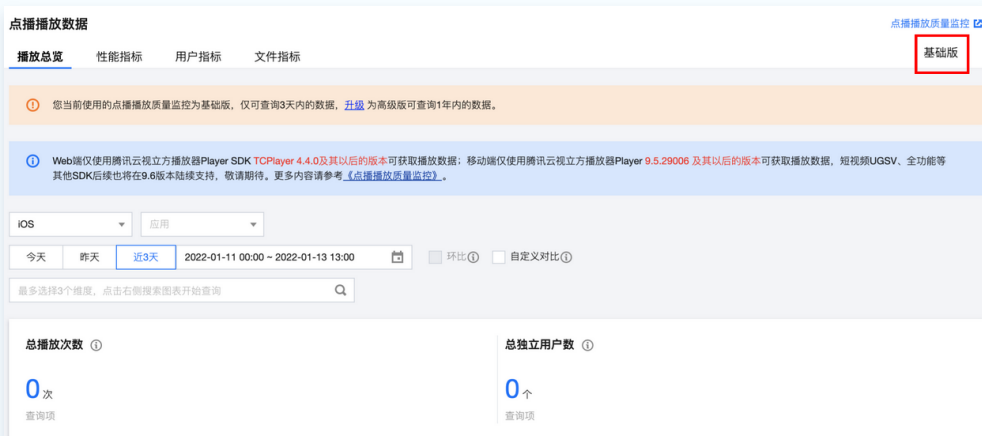 点播播放数据
点播播放质量监控
播放总览 性能指标 用户指标 文件指标
基础版
您当前使用的点播播放质量监控为基础版，仅可查询3天内的数据，升级 为高级版可查询1年内的数据。
Web端仅使用腾讯云视立方播放器Player SDK TCPlayer 4.4.0及其以后的版本可获取播放数据；移动端仅使用腾讯云视立方播放器Player 9.5.29006 及其以后的版本可获取播放数据，短视频UGSV、全功能等
其他SDK后续也将在9.6版本陆续支持，敬请期待。更多内容请参考《点播播放质量监控》。
iOS 应用
今天 昨天 近3天 2022-01-11 00:00 ~ 2022-01-13 13:00 环比 自定义对比
最多选择3个维度，点击右侧搜索图表开始查询
总播放次数 总独立用户数
0 次 0 个
查询项 查询项